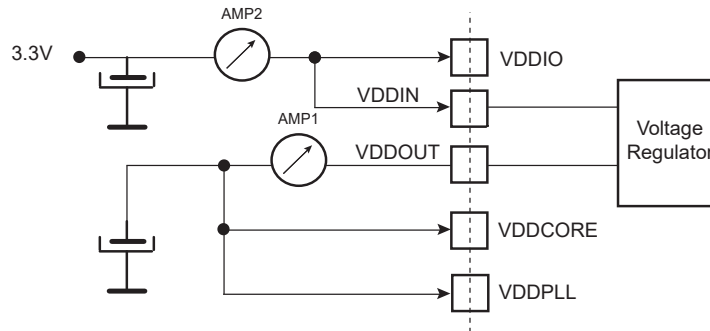 AMP2
3.3V
VDDIO
VDDIN
AMP1
VDDOUT
Voltage
Regulator
VDDCORE
VDDPLL